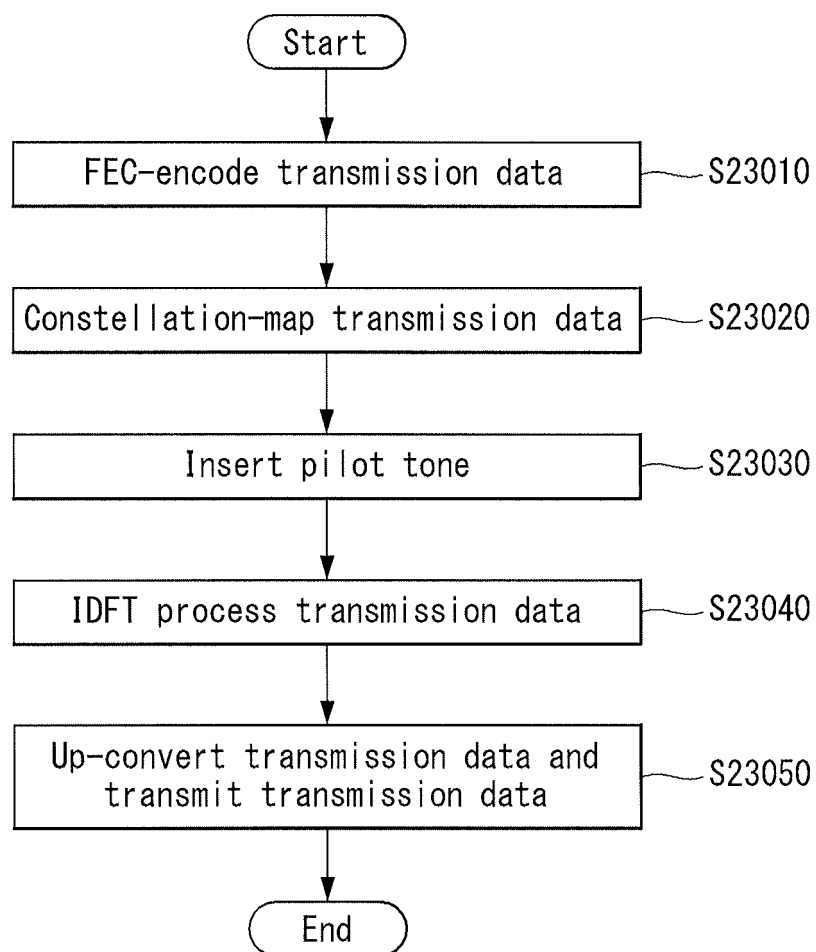 Start
FEC-encode transmission data
S23010
Constellation-map transmission data
S23020
Insert pilot tone
S23030
IDFT process transmission data
S23040
Up-convert transmission data and
transmit transmission data
S23050
End